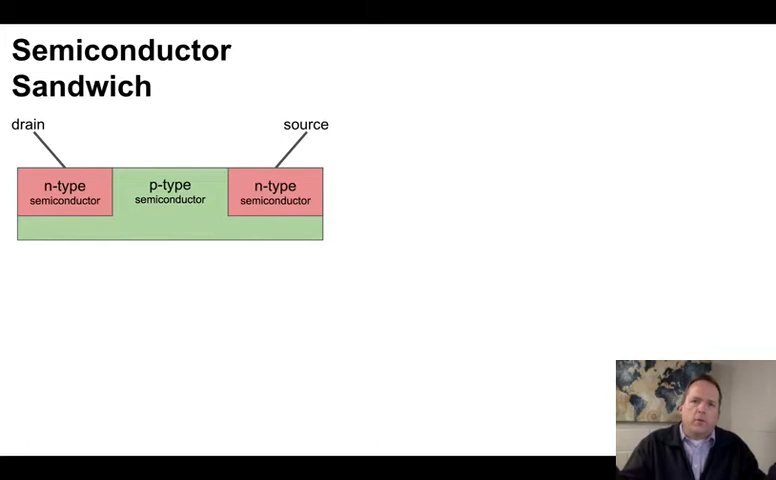 Semiconductor
Sandwich
drain
source
n-type
semiconductor
p-type
semiconductor
n-type
semiconductor